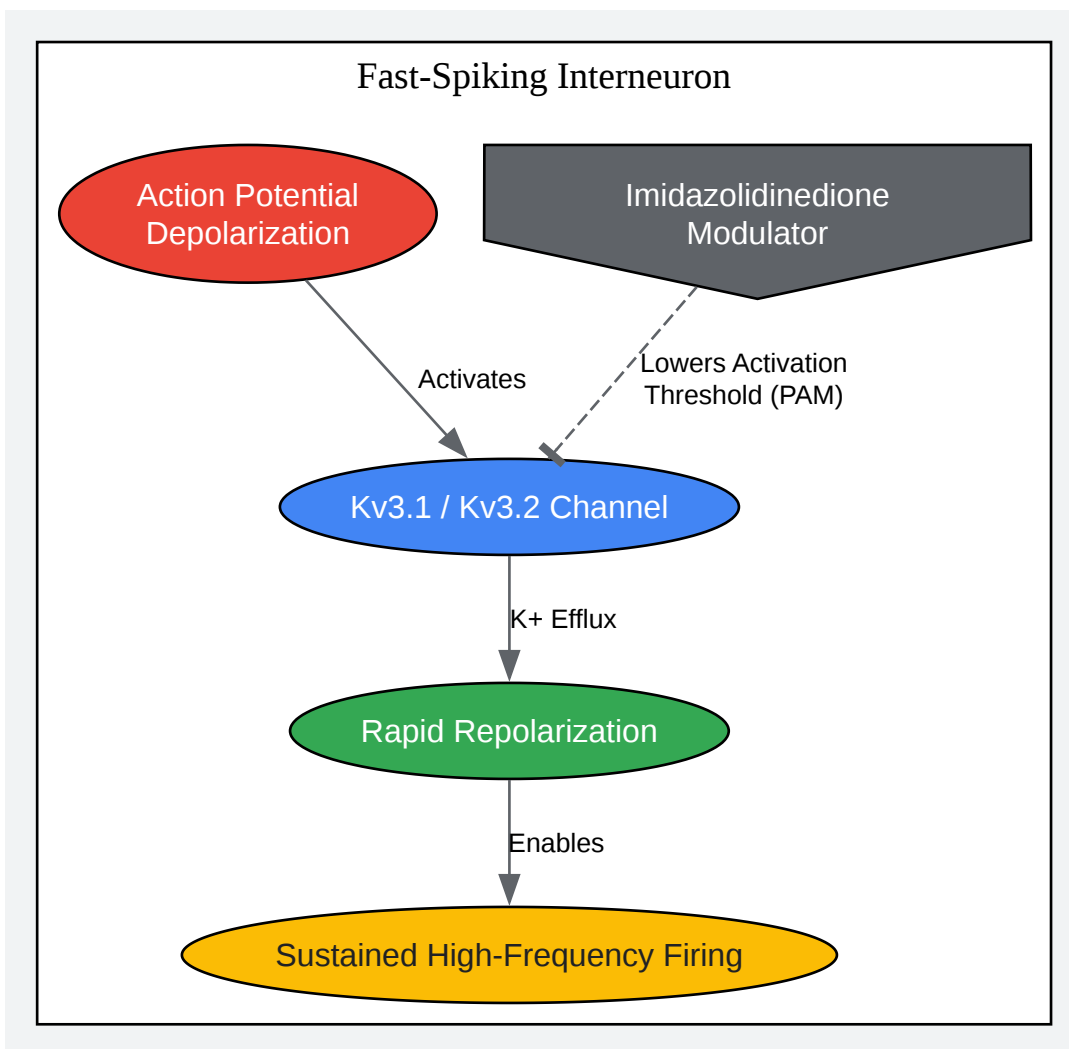 Fast-Spiking Interneuron
Action Potential
Depolarization
Imidazolidinedione
Modulator
Activates
Lowers Activation
Threshold (PAM)
Kv3.1 / Kv3.2 Channel
K+ Efflux
Rapid Repolarization
Enables
Sustained High-Frequency Firing